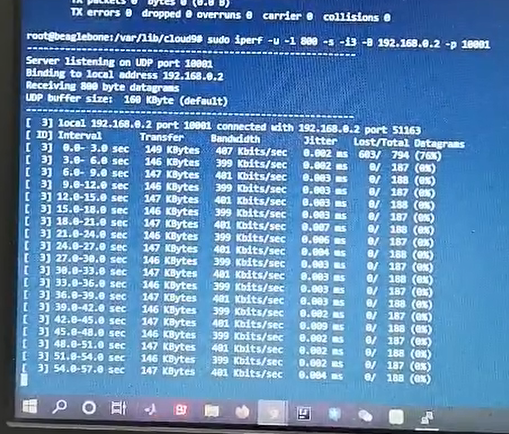 TX packets 0 bytes 0 (0.0 B)
TX errors 0 dropped 0 overruns 0 carrier 0 collisions 0
root@beaglebone:/var/lib/cloud9# sudo iperf -u -l 800 -s -i3 -B 192.168.0.2 -p 10001
------------------------------------------------------------
Server listening on UDP port 10001
Binding to local address 192.168.0.2
Receiving 800 byte datagrams
UDP buffer size: 160 KByte (default)
------------------------------------------------------------
[ 3] local 192.168.0.2 port 10001 connected with 192.168.0.2 port 51163
[ ID] Interval Transfer Bandwidth Jitter Lost/Total Datagrams
[ 3] 0.0- 3.0 sec 149 KBytes 407 Kbits/sec 0.002 ms 603/ 794 (76%)
[ 3] 3.0- 6.0 sec 146 KBytes 399 Kbits/sec 0.002 ms 0/ 187 (0%)
[ 3] 6.0- 9.0 sec 147 KBytes 401 Kbits/sec 0.003 ms 0/ 188 (0%)
[ 3] 9.0-12.0 sec 146 KBytes 399 Kbits/sec 0.003 ms 0/ 187 (0%)
[ 3] 12.0-15.0 sec 147 KBytes 401 Kbits/sec 0.003 ms 0/ 188 (0%)
[ 3] 15.0-18.0 sec 146 KBytes 399 Kbits/sec 0.003 ms 0/ 187 (0%)
[ 3] 18.0-21.0 sec 147 KBytes 401 Kbits/sec 0.007 ms 0/ 188 (0%)
[ 3] 21.0-24.0 sec 146 KBytes 399 Kbits/sec 0.006 ms 0/ 187 (0%)
[ 3] 24.0-27.0 sec 147 KBytes 401 Kbits/sec 0.004 ms 0/ 188 (0%)
[ 3] 27.0-30.0 sec 146 KBytes 399 Kbits/sec 0.003 ms 0/ 187 (0%)
[ 3] 30.0-33.0 sec 147 KBytes 401 Kbits/sec 0.003 ms 0/ 188 (0%)
[ 3] 33.0-36.0 sec 146 KBytes 399 Kbits/sec 0.003 ms 0/ 187 (0%)
[ 3] 36.0-39.0 sec 147 KBytes 401 Kbits/sec 0.003 ms 0/ 188 (0%)
[ 3] 39.0-42.0 sec 146 KBytes 399 Kbits/sec 0.002 ms 0/ 187 (0%)
[ 3] 42.0-45.0 sec 147 KBytes 401 Kbits/sec 0.009 ms 0/ 188 (0%)
[ 3] 45.0-48.0 sec 146 KBytes 399 Kbits/sec 0.002 ms 0/ 187 (0%)
[ 3] 48.0-51.0 sec 147 KBytes 401 Kbits/sec 0.002 ms 0/ 188 (0%)
[ 3] 51.0-54.0 sec 146 KBytes 399 Kbits/sec 0.002 ms 0/ 187 (0%)
[ 3] 54.0-57.0 sec 147 KBytes 401 Kbits/sec 0.004 ms 0/ 188 (0%)